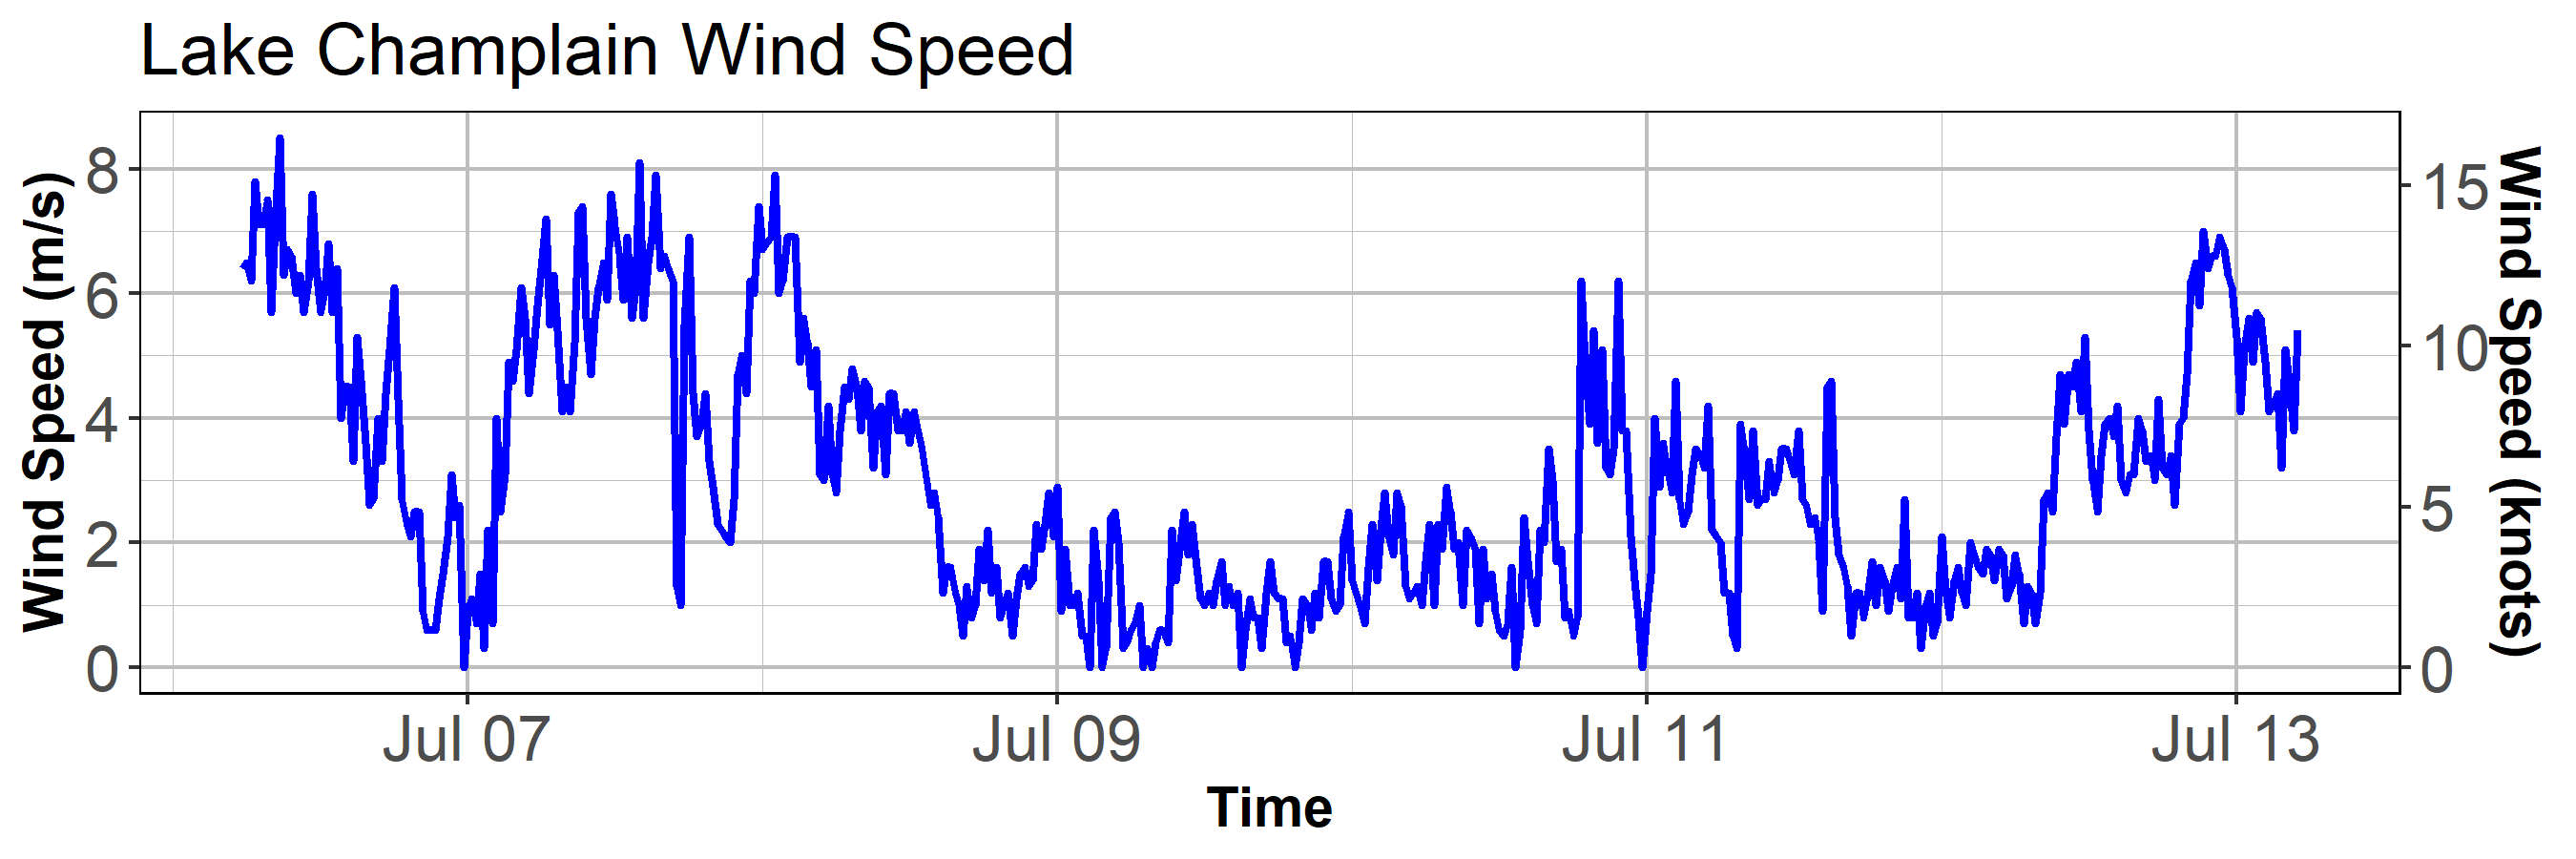 Lake Champlain Wind Speed
Wind Speed (m/s)
8
6
4
2
0
15
10
5
0
Wind Speed (knots)
Jul 07
Jul 09
Jul 11
Jul 13
Time